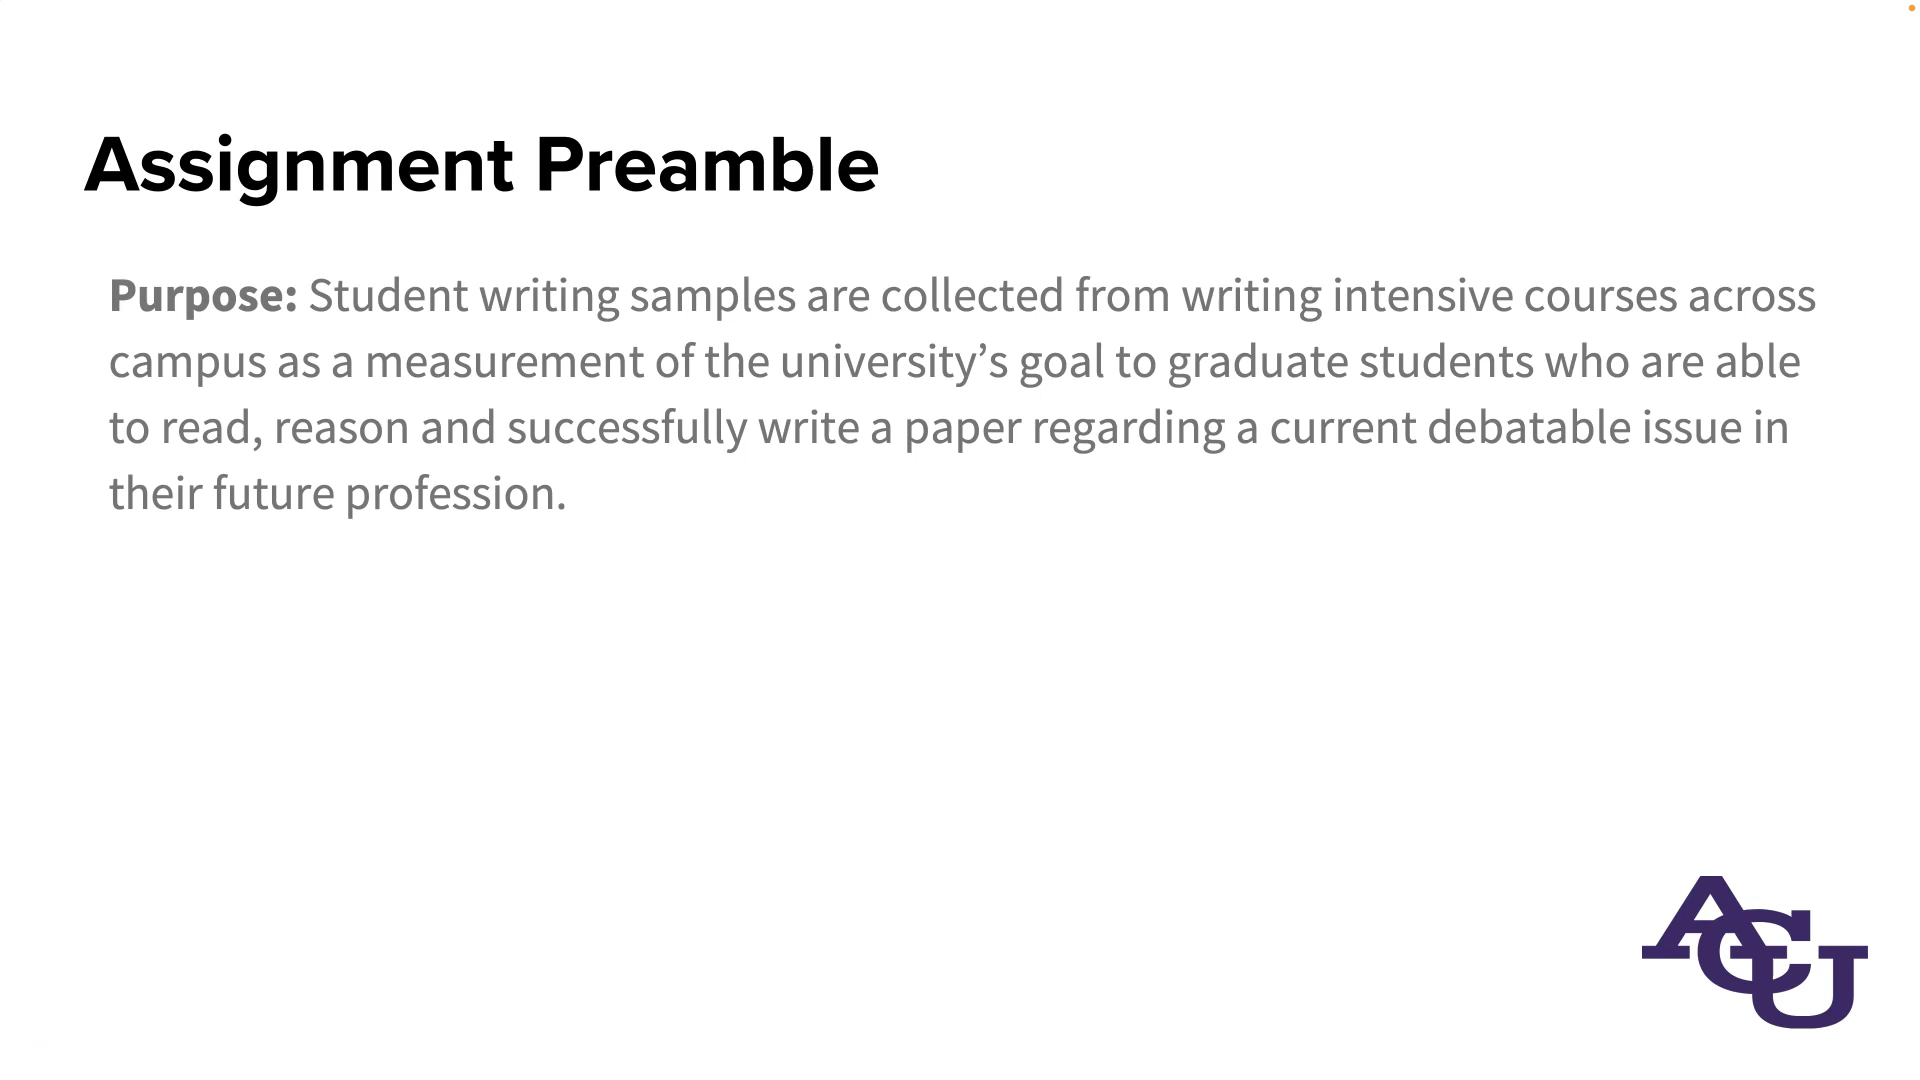 Assignment Preamble
Purpose: Student writing samples are collected from writing intensive courses across
campus as a measurement of the university’s goal to graduate students who are able
to read, reason and successfully write a paper regarding a current debatable issue in
their future profession.
ACU